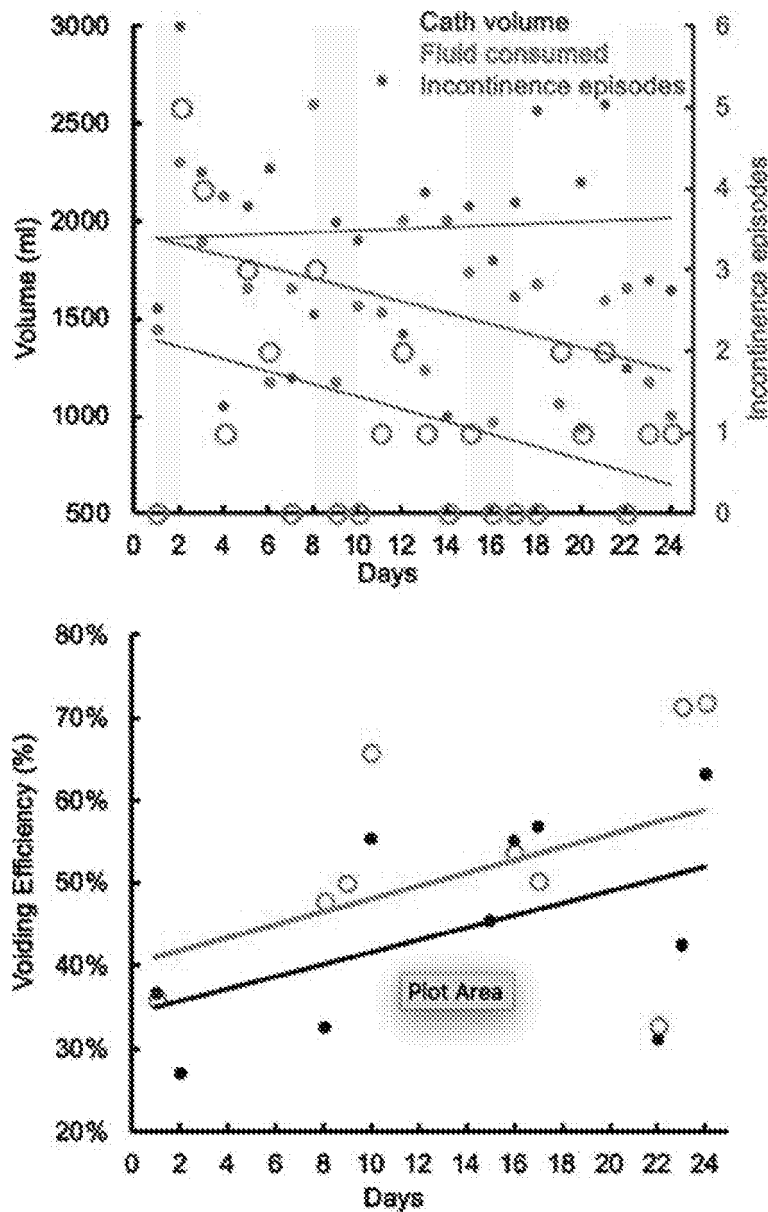 Cath volume
Fluid consumed
Incontinence episodes
3000
2500
2000
1500
1000
500
Volume (ml)
6
5
4
3
2
1
0
Incontinence episodes
0 2 4 6 8 10 12 14 16 18 20 22 24
Days
80%
70%
60%
50%
40%
30%
20%
Voiding Efficiency (%)
Plot Area
0 2 4 6 8 10 12 14 16 18 20 22 24
Days